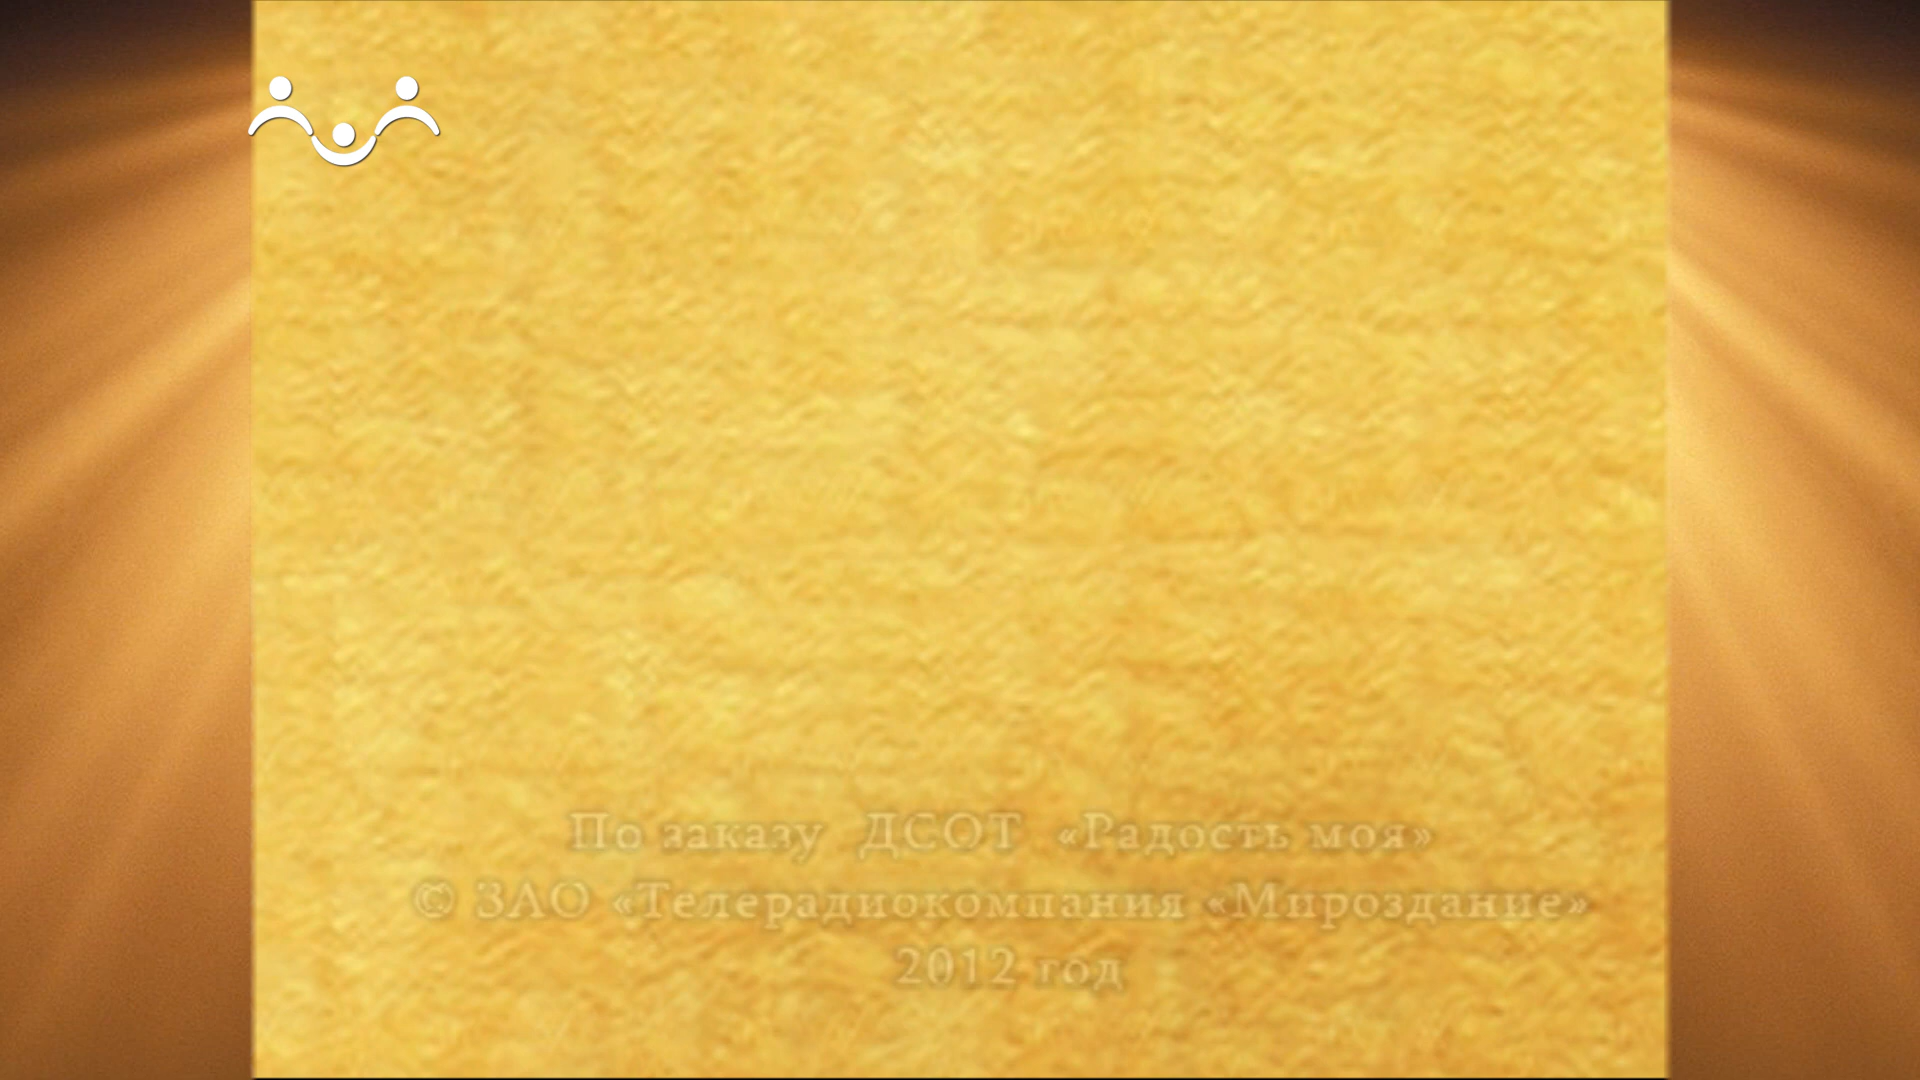 По заказу ДСОТ «Радость моя»
© ЗАО «Телерадиокомпания «Мироздание»
2012 год